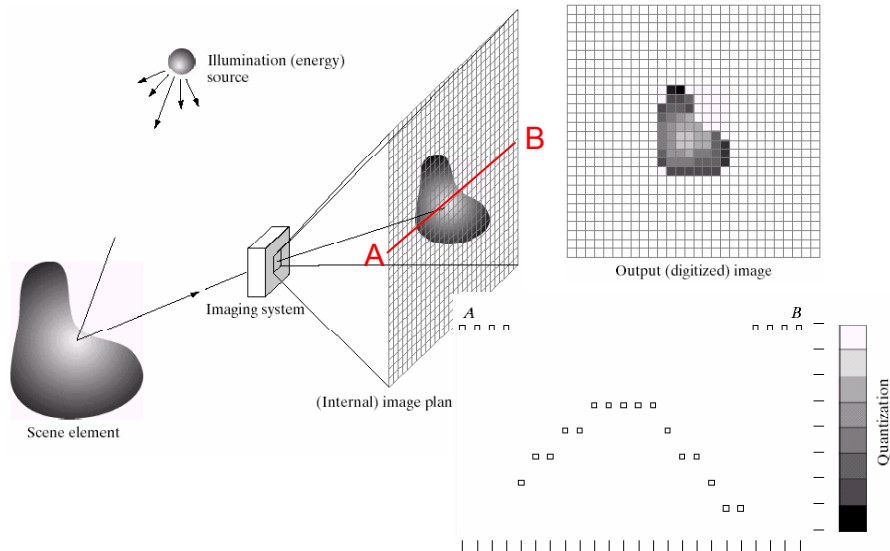 Illumination (energy)
source
B
A
Imaging system
Output (digitized) image
(Internal) image plan
Scene element
A
B
Quantization